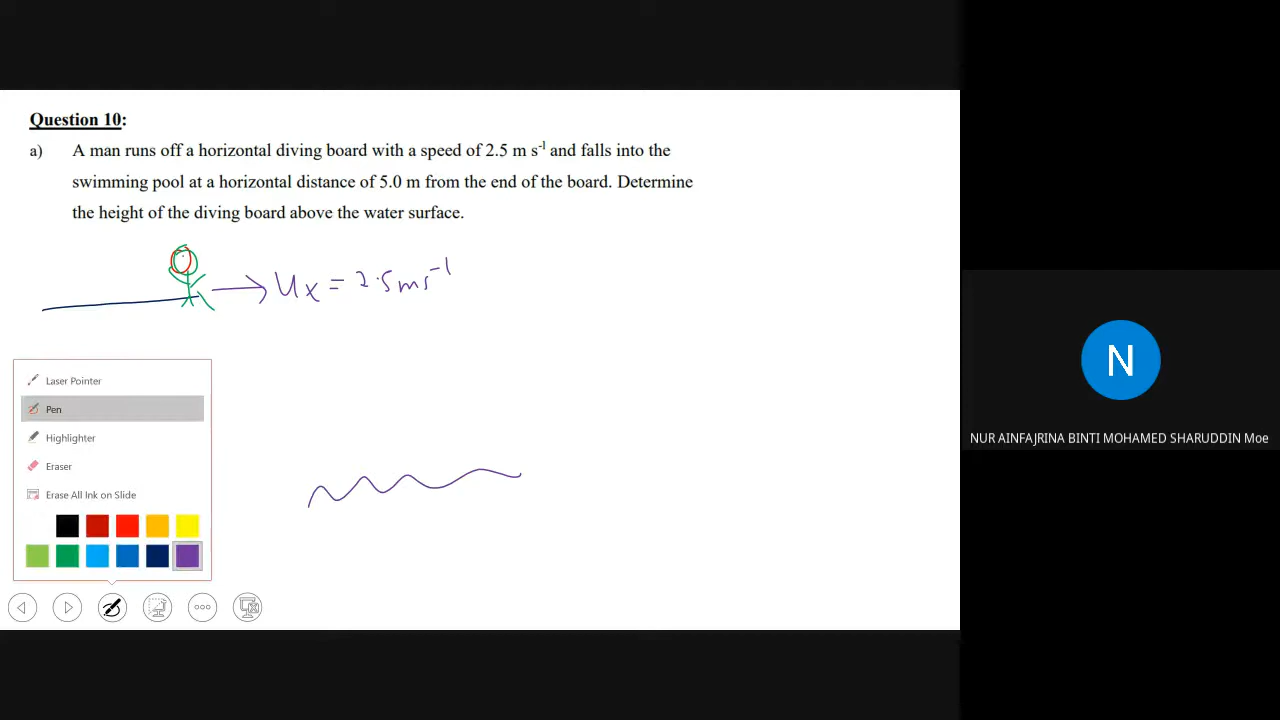 Question 10:
a) A man runs off a horizontal diving board with a speed of 2.5 m s⁻¹ and falls into the
swimming pool at a horizontal distance of 5.0 m from the end of the board. Determine
the height of the diving board above the water surface.
Ux = 2.5 ms⁻¹
Laser Pointer
Pen
Highlighter
Eraser
Erase All Ink on Slide
N
NUR AINFAJRINA BINTI MOHAMED SHARUDDIN Moe